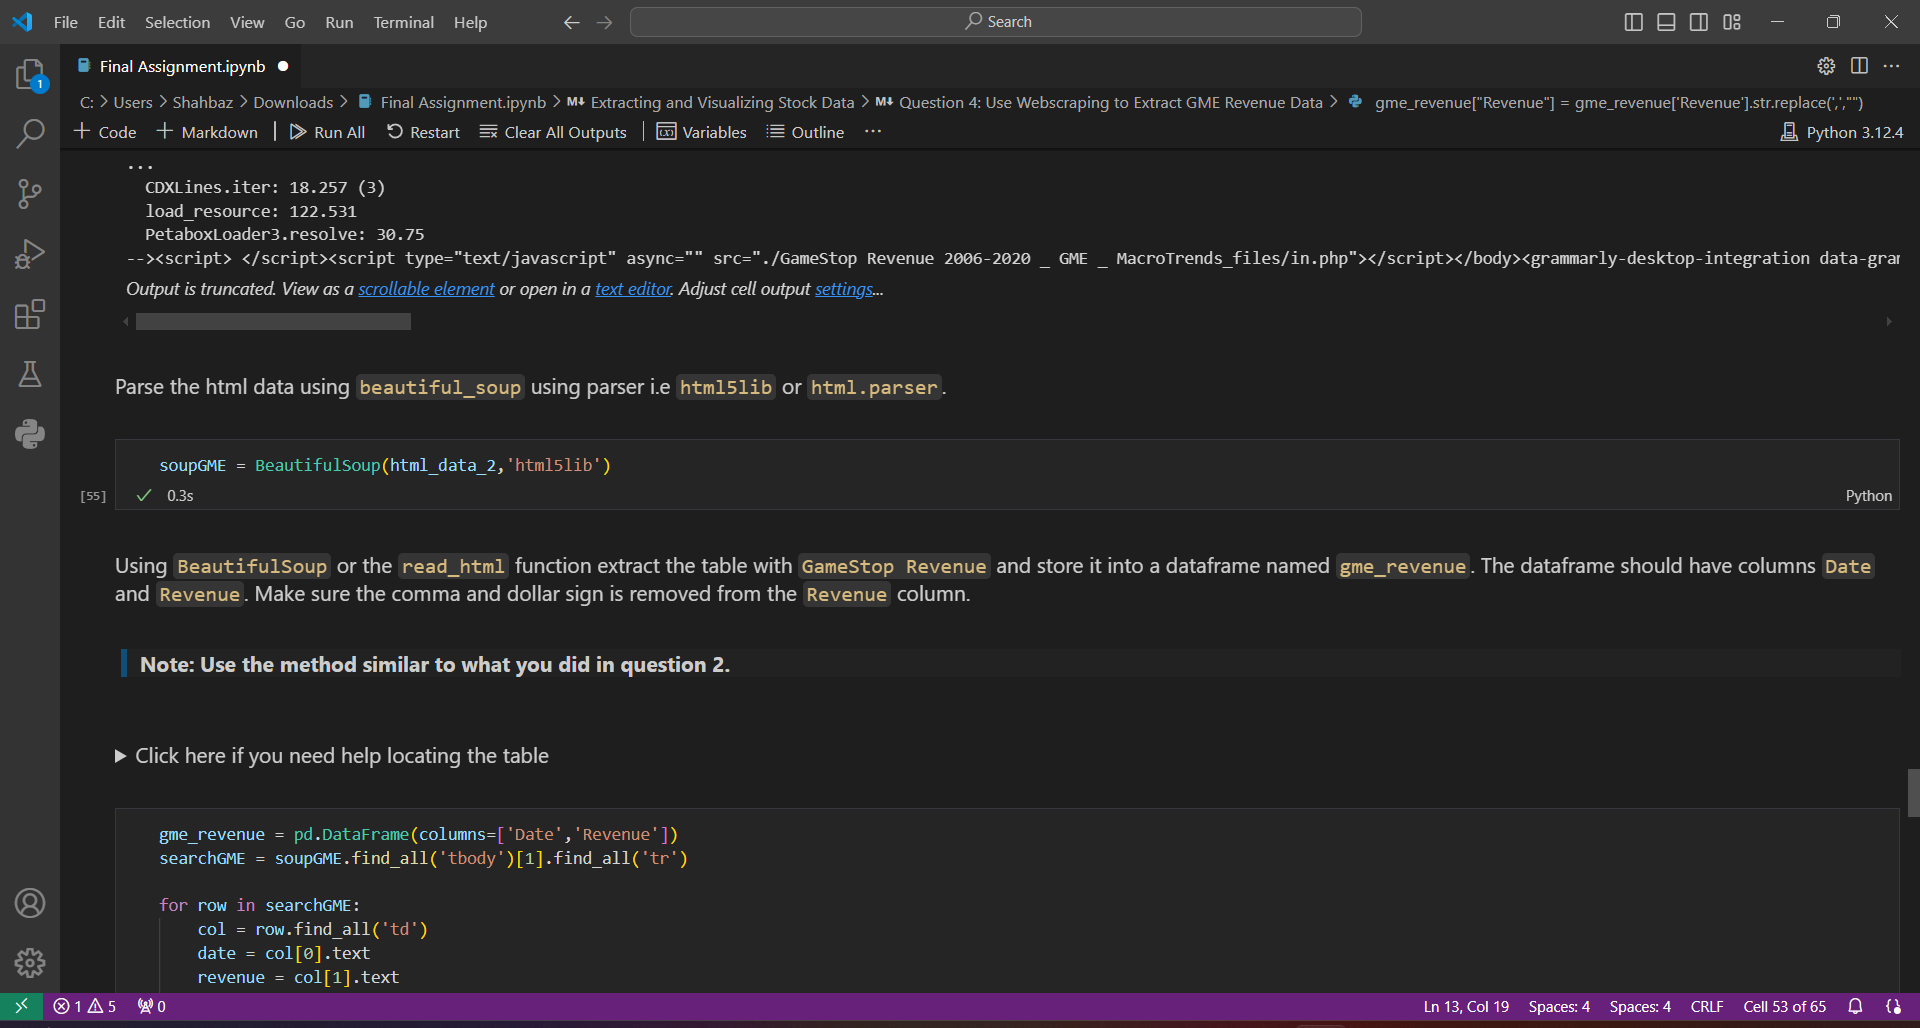 File Edit Selection View Go Run Terminal Help Search
Final Assignment.ipynb
1
C: > Users > Shahbaz > Downloads > Final Assignment.ipynb > M↓ Extracting and Visualizing Stock Data > M↓ Question 4: Use Webscraping to Extract GME Revenue Data > gme_revenue["Revenue"] = gme_revenue['Revenue'].str.replace(',',"")
+ Code + Markdown | Run All Restart Clear All Outputs | Variables Outline ... Python 3.12.4
...
CDXLines.iter: 18.257 (3)
load_resource: 122.531
PetaboxLoader3.resolve: 30.75
--><script> </script><script type="text/javascript" async="" src="./GameStop Revenue 2006-2020 _ GME _ MacroTrends_files/in.php"></script></body><grammarly-desktop-integration data-gran
Output is truncated. View as a scrollable element or open in a text editor. Adjust cell output settings...
Parse the html data using beautiful_soup using parser i.e html5lib or html.parser.
soupGME = BeautifulSoup(html_data_2,'html5lib')
[55] 0.3s Python
Using BeautifulSoup or the read_html function extract the table with GameStop Revenue and store it into a dataframe named gme_revenue. The dataframe should have columns Date
and Revenue. Make sure the comma and dollar sign is removed from the Revenue column.
Note: Use the method similar to what you did in question 2.
Click here if you need help locating the table
gme_revenue = pd.DataFrame(columns=['Date','Revenue'])
searchGME = soupGME.find_all('tbody')[1].find_all('tr')
for row in searchGME:
col = row.find_all('td')
date = col[0].text
revenue = col[1].text
1 5 0 Ln 13, Col 19 Spaces: 4 Spaces: 4 CRLF Cell 53 of 65